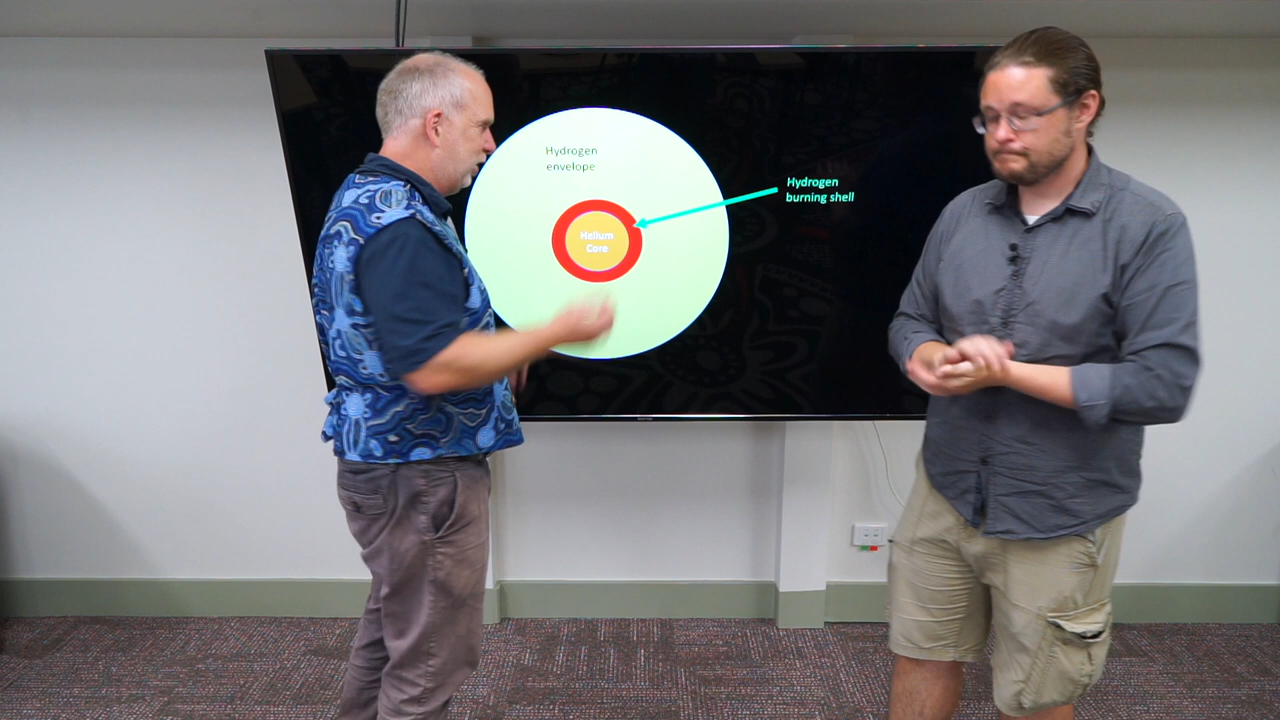 Hydrogen
envelope
Hydrogen
burning shell
Helium
Core